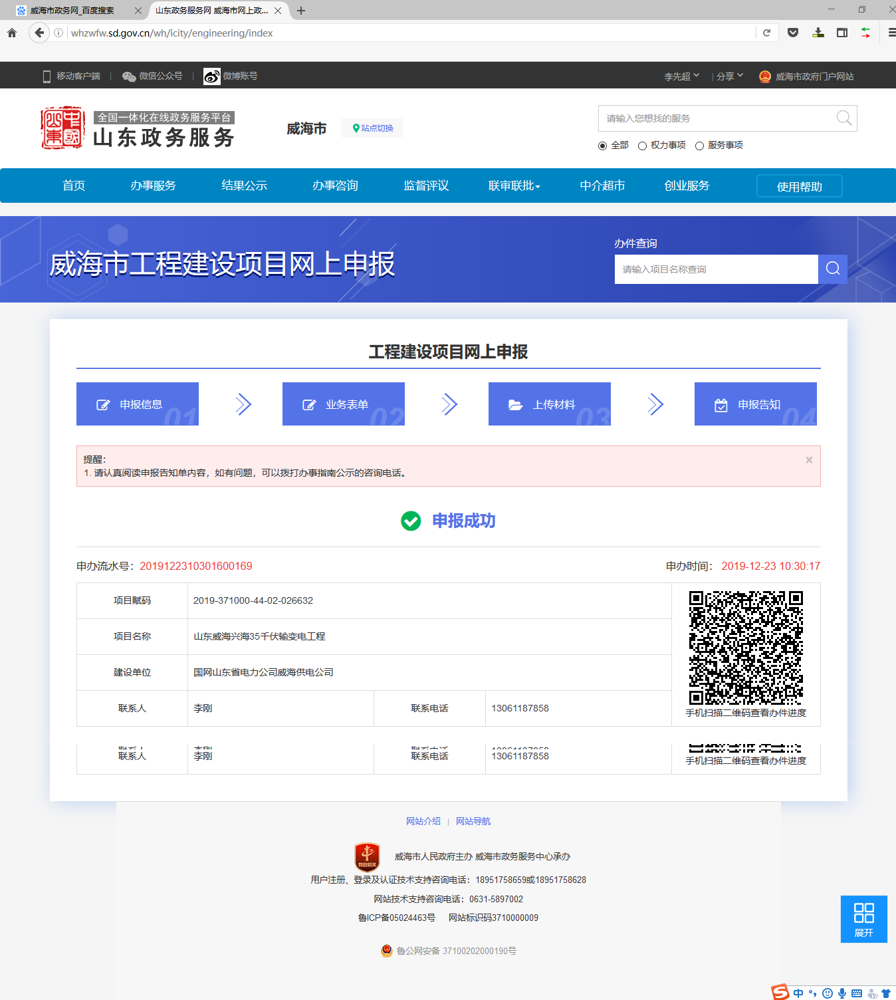 威海市政务网_百度搜索
山东政务服务网 威海市网上政...
whzwfw.sd.gov.cn/wh/icity/engineering/index
移动客户端 | 微信公众号 | 微博账号
李先超 | 分享 威海市政府门户网站
全国一体化在线政务服务平台
山东政务服务
威海市 站点切换
请输入您想找的服务
全部 权力事项 服务事项
首页 办事服务 结果公示 办事咨询 监督评议 联审联批 中介超市 创业服务 使用帮助
威海市工程建设项目网上申报
办件查询
请输入项目名称查询
工程建设项目网上申报
申报信息 01 业务表单 02 上传材料 03 申报告知 04
提醒：
1. 请认真阅读申报告知单内容，如有问题，可以拨打办事指南公示的咨询电话。
申报成功
申办流水号：2019122310301600169 申办时间： 2019-12-23 10:30:17
项目赋码 2019-371000-44-02-026632
项目名称 山东威海兴海35千伏输变电工程
建设单位 国网山东省电力公司威海供电公司
联系人 李刚 联系电话 13061187858
手机扫描二维码查看办件进度
联系人 李刚 联系电话 13061187858
手机扫描二维码查看办件进度
网站介绍 | 网站导航
党政机关
威海市人民政府主办 威海市政务服务中心承办
用户注册、登录及认证技术支持咨询电话：18951758659或18951758628
网站技术支持咨询电话：0631-5897002
鲁ICP备05024463号 网站标识码3710000009
鲁公网安备 37100202000190号
展开
中